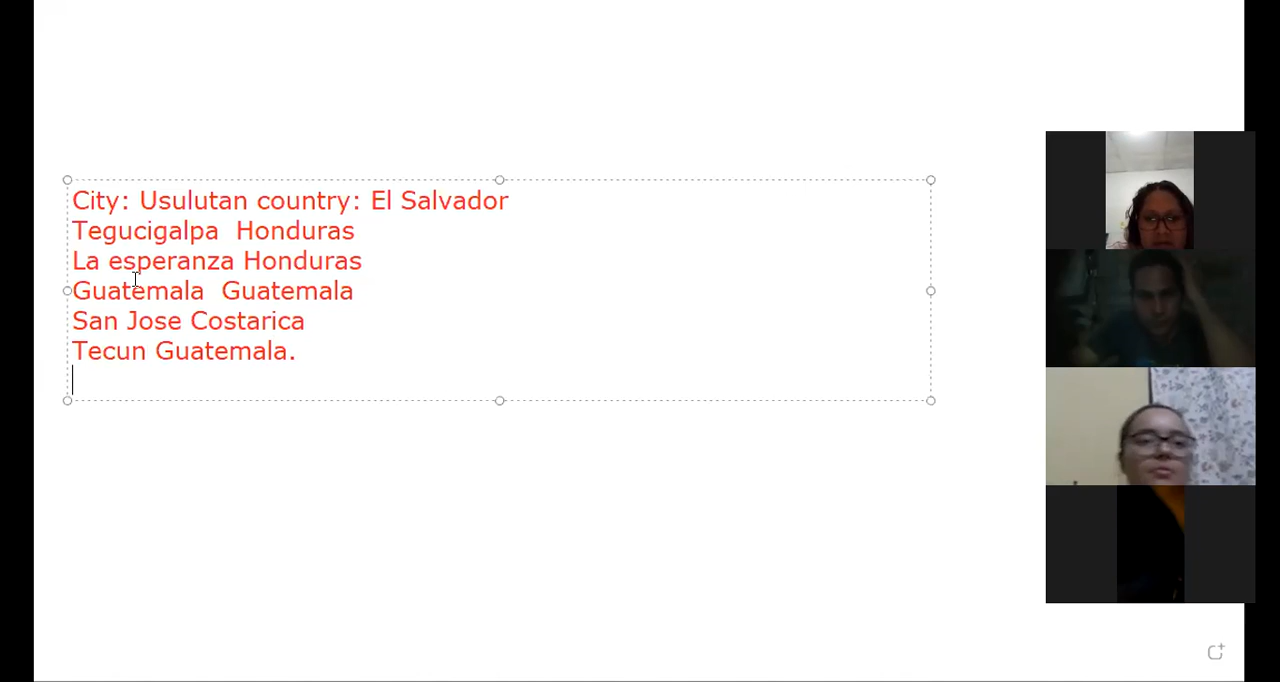 City: Usulutan country: El Salvador
Tegucigalpa  Honduras
La esperanza Honduras
Guatemala  Guatemala
San Jose Costarica
Tecun Guatemala.